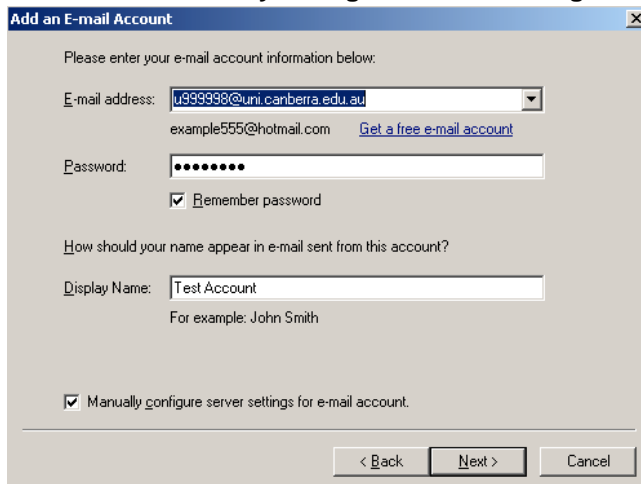 Add an E-mail Account
Please enter your e-mail account information below:
E-mail address: u999998@uni.canberra.edu.au
example555@hotmail.com Get a free e-mail account
Password: ●●●●●●●●
Remember password
How should your name appear in e-mail sent from this account?
Display Name: Test Account
For example: John Smith
Manually configure server settings for e-mail account.
< Back Next > Cancel